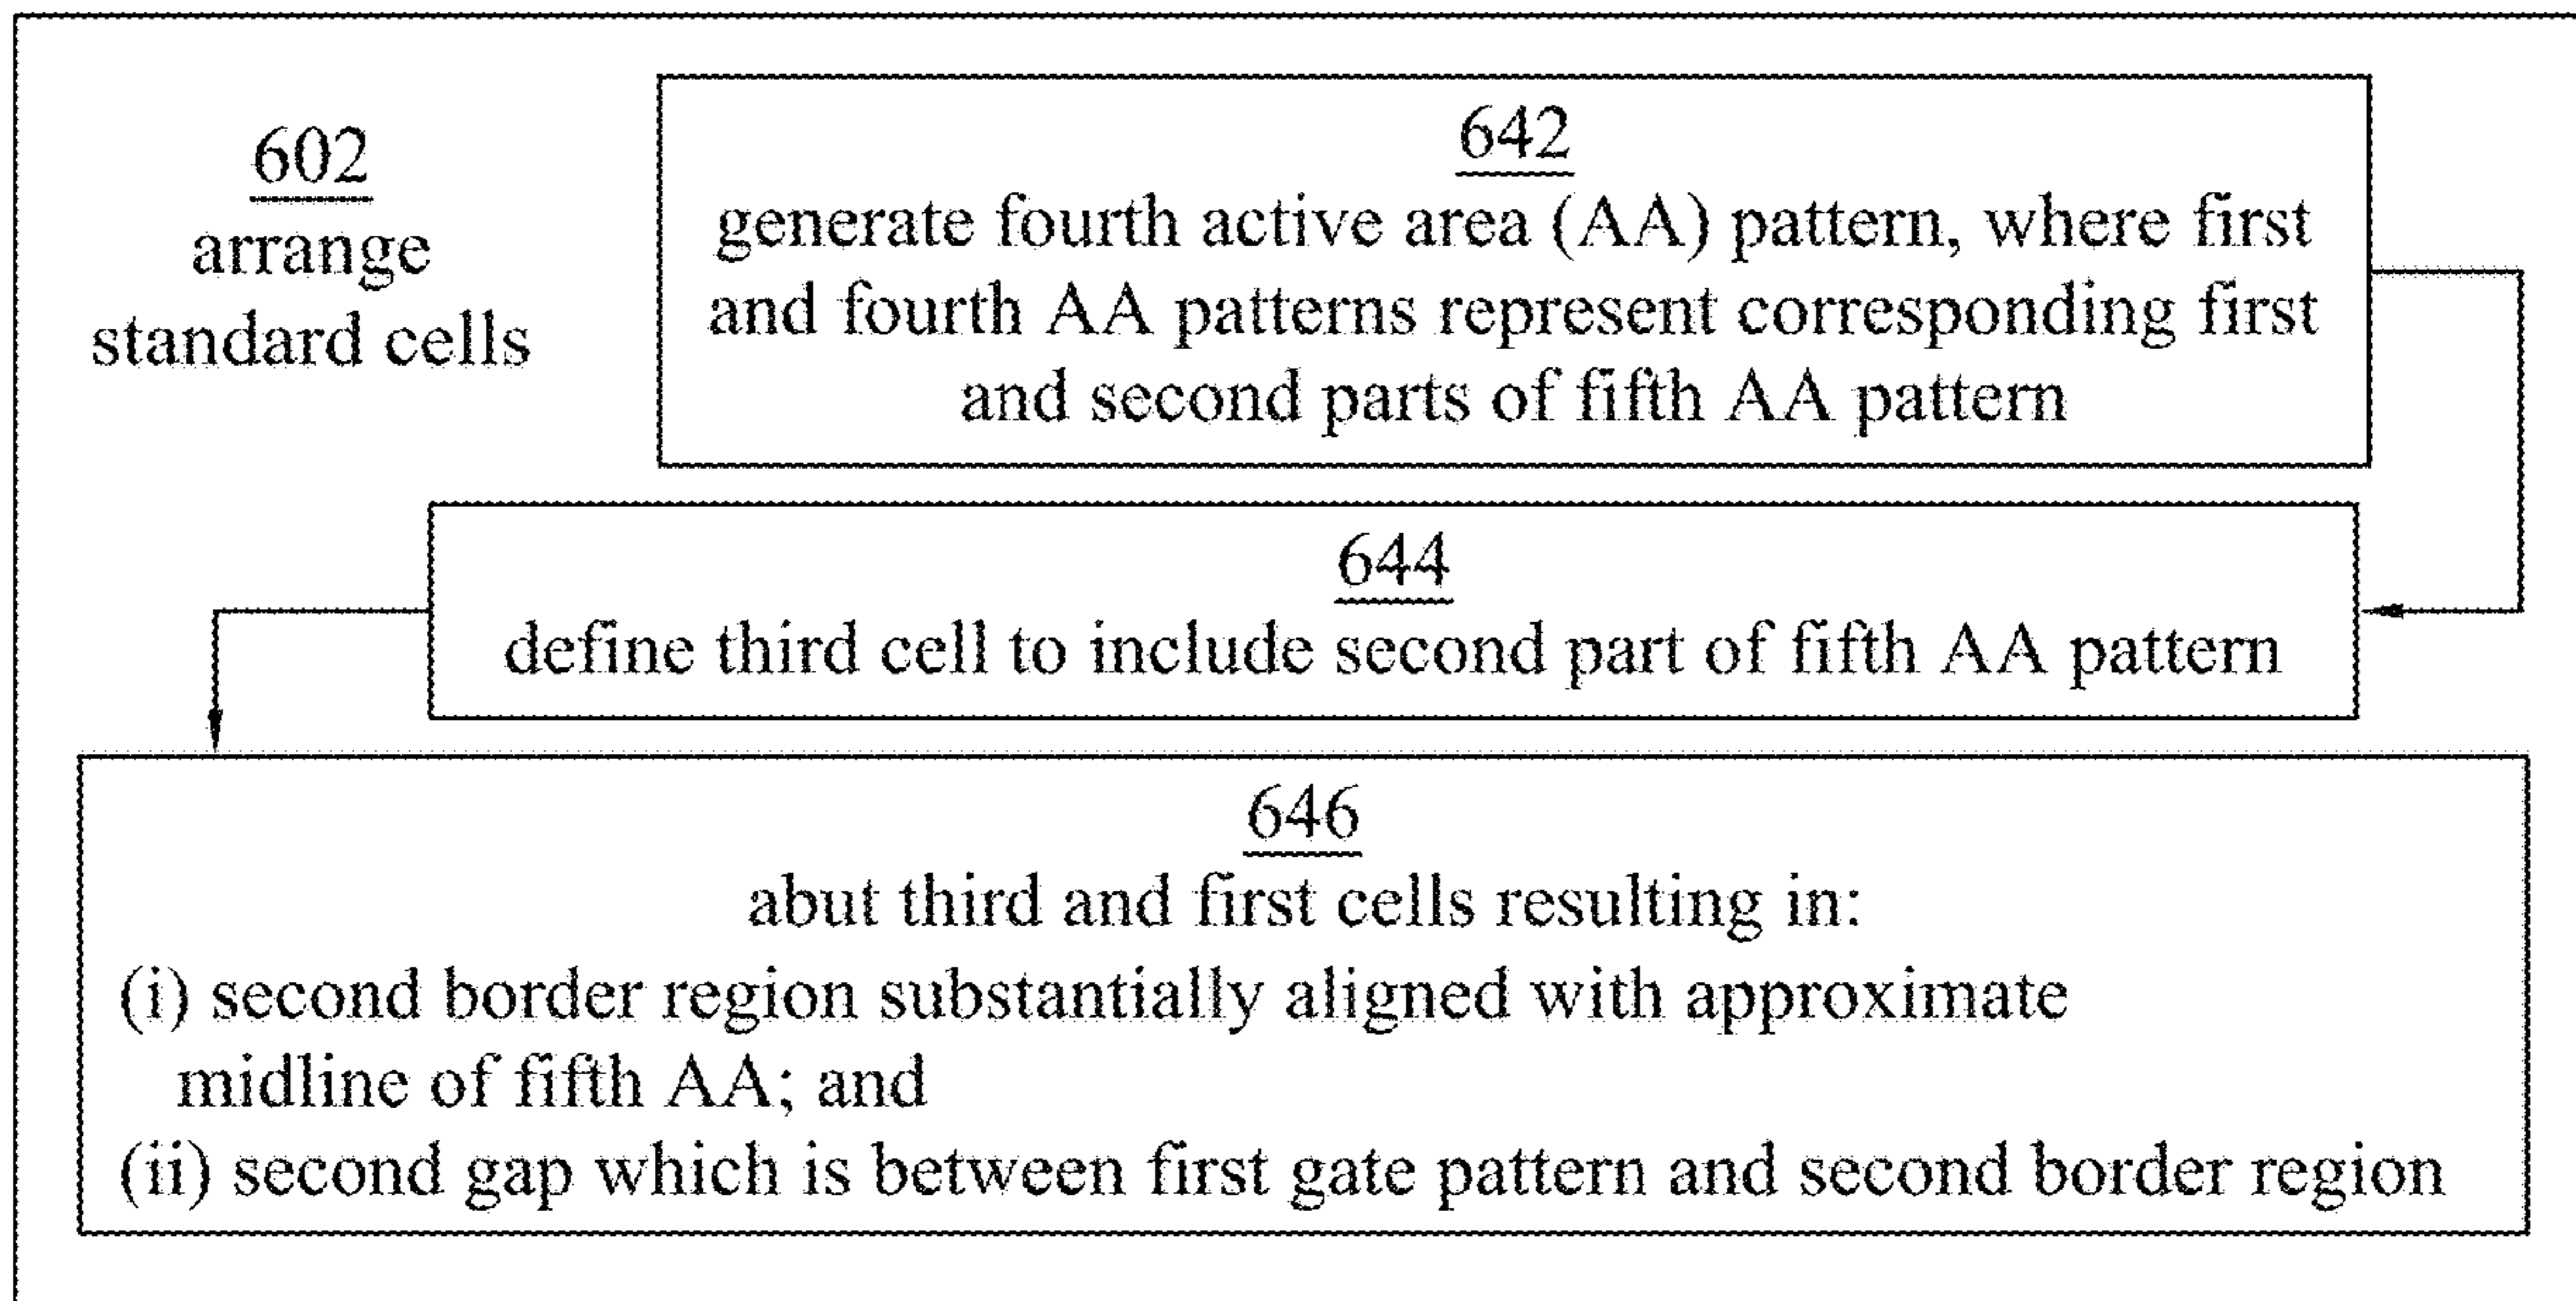 602
arrange
standard cells
642
generate fourth active area (AA) pattern, where first
and fourth AA patterns represent corresponding first
and second parts of fifth AA pattern
644
define third cell to include second part of fifth AA pattern
646
abut third and first cells resulting in:
(i) second border region substantially aligned with approximate
midline of fifth AA; and
(ii) second gap which is between first gate pattern and second border region